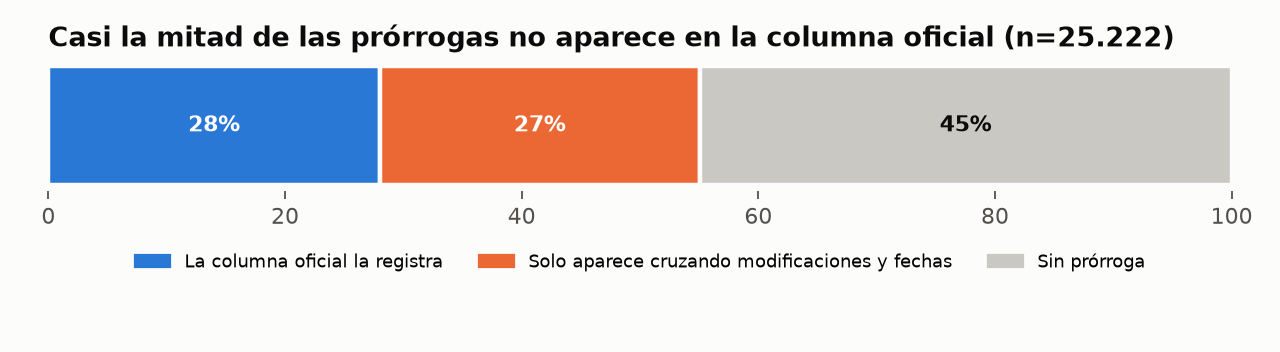 Casi la mitad de las prórrogas no aparece en la columna oficial (n=25.222)
28% 27% 45%
0 20 40 60 80 100
La columna oficial la registra Solo aparece cruzando modificaciones y fechas Sin prórroga